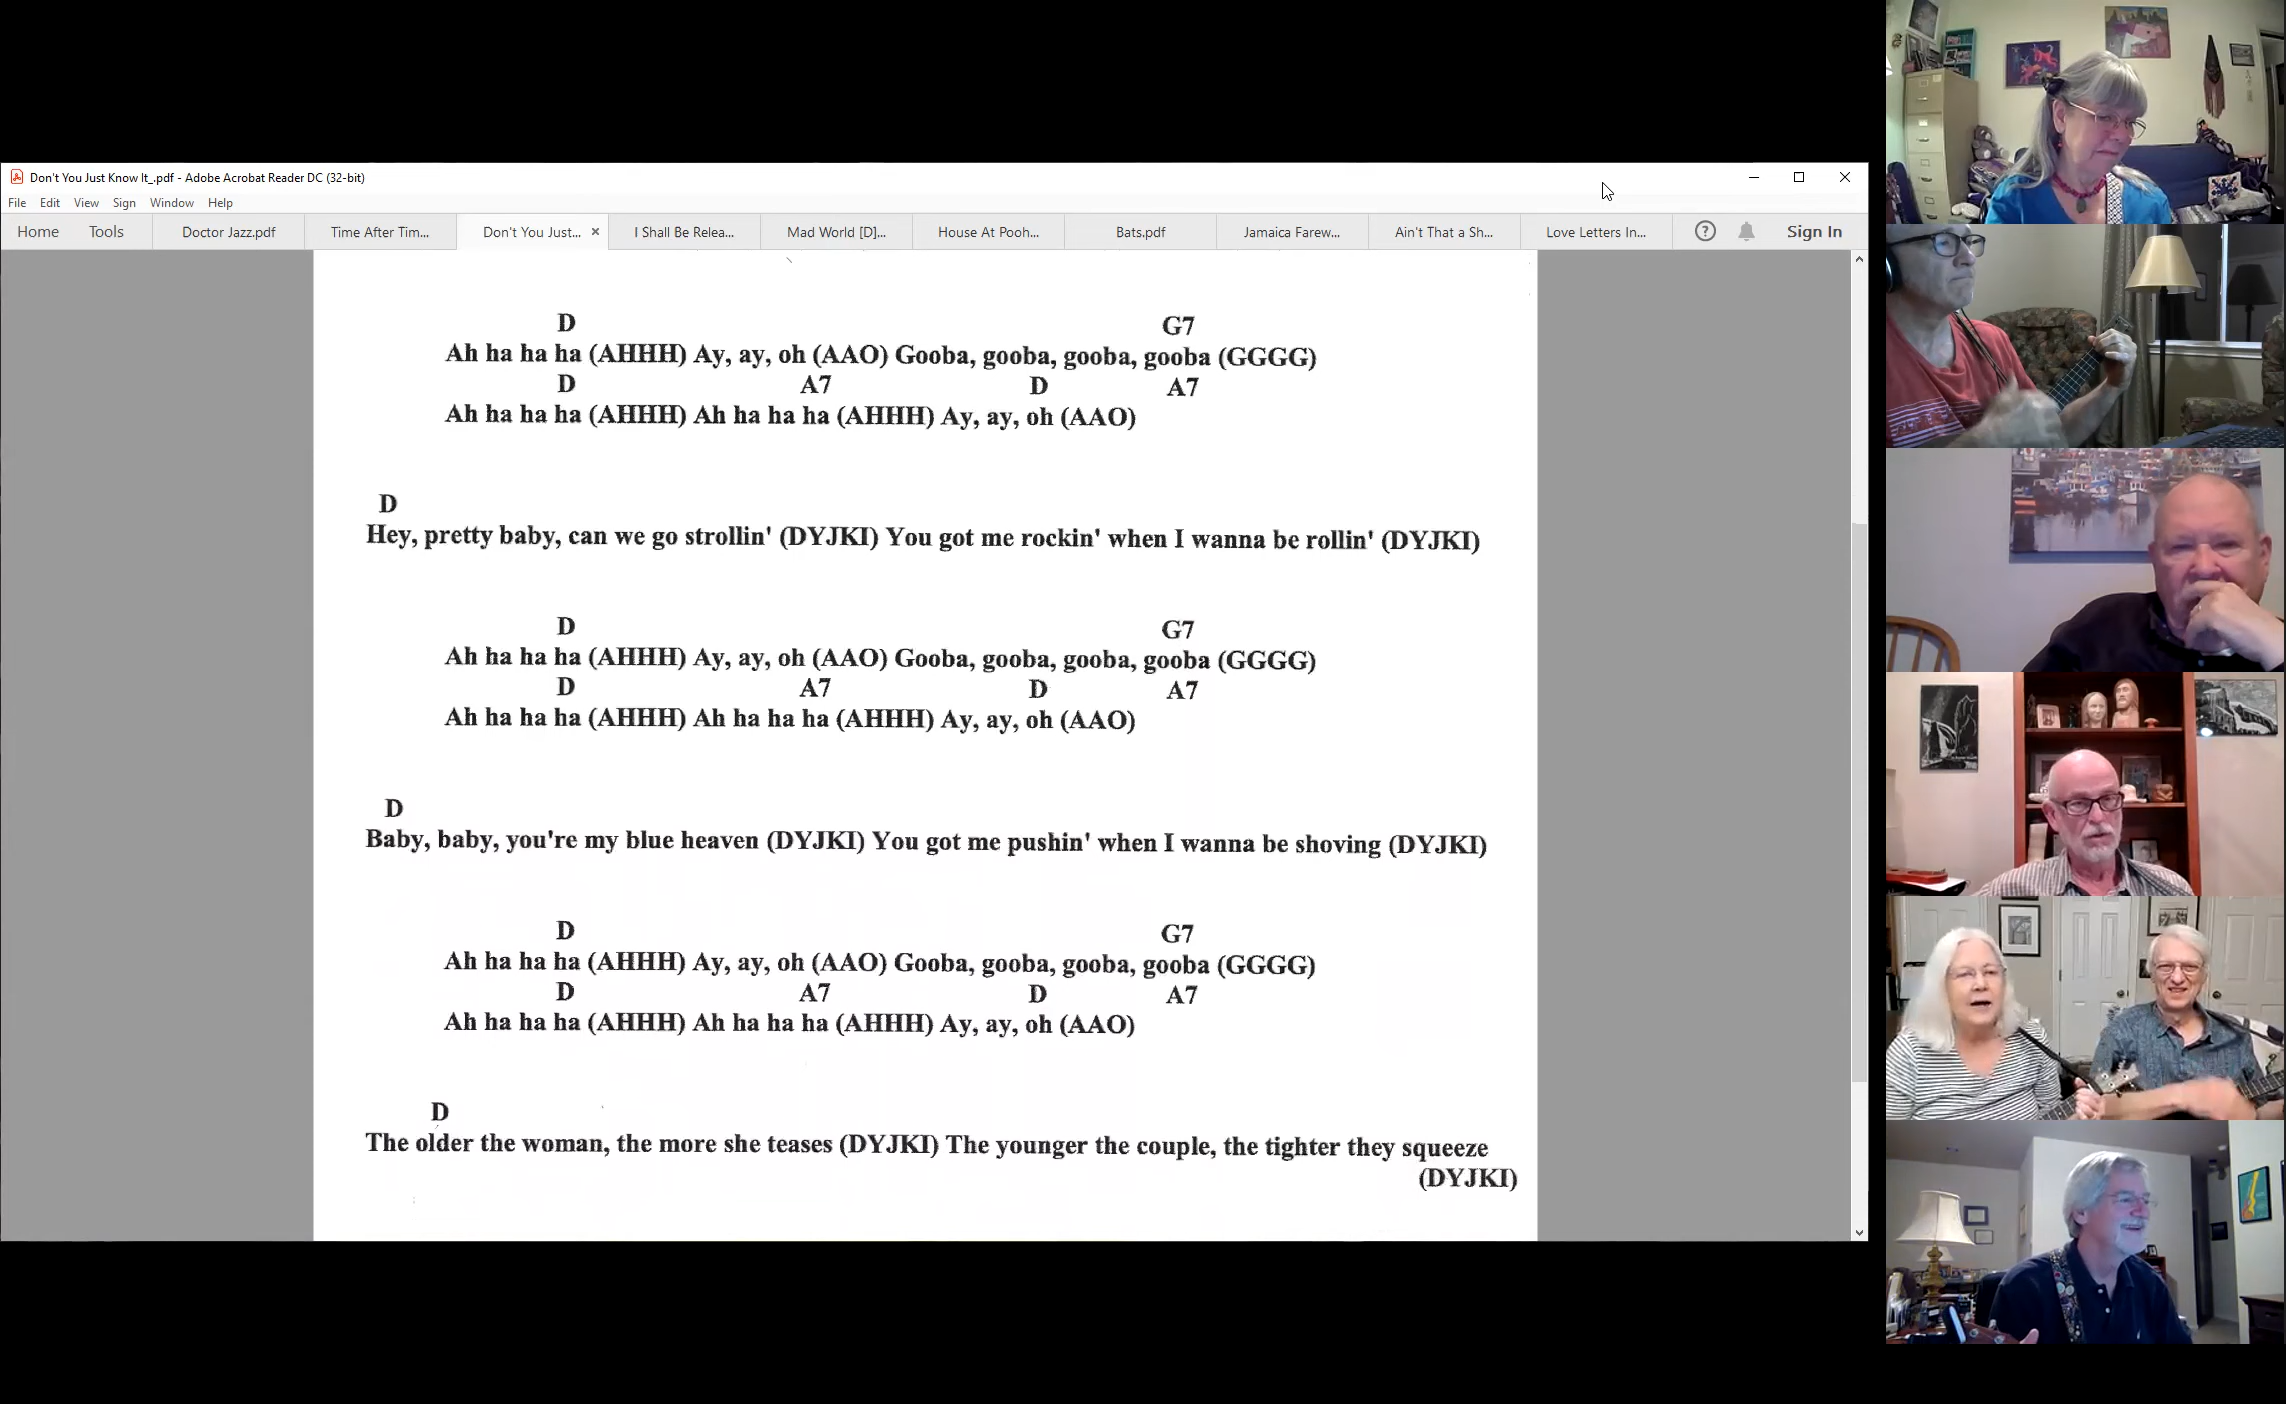 Don't You Just Know It_.pdf - Adobe Acrobat Reader DC (32-bit)
File Edit View Sign Window Help
Home Tools Doctor Jazz.pdf Time After Tim... Don't You Just... × I Shall Be Relea... Mad World [D]... House At Pooh... Bats.pdf Jamaica Farew... Ain't That a Sh... Love Letters In... Sign In
D G7
Ah ha ha ha (AHHH) Ay, ay, oh (AAO) Gooba, gooba, gooba, gooba (GGGG)
D A7 D A7
Ah ha ha ha (AHHH) Ah ha ha ha (AHHH) Ay, ay, oh (AAO)
D
Hey, pretty baby, can we go strollin' (DYJKI) You got me rockin' when I wanna be rollin' (DYJKI)
D G7
Ah ha ha ha (AHHH) Ay, ay, oh (AAO) Gooba, gooba, gooba, gooba (GGGG)
D A7 D A7
Ah ha ha ha (AHHH) Ah ha ha ha (AHHH) Ay, ay, oh (AAO)
D
Baby, baby, you're my blue heaven (DYJKI) You got me pushin' when I wanna be shoving (DYJKI)
D G7
Ah ha ha ha (AHHH) Ay, ay, oh (AAO) Gooba, gooba, gooba, gooba (GGGG)
D A7 D A7
Ah ha ha ha (AHHH) Ah ha ha ha (AHHH) Ay, ay, oh (AAO)
D
The older the woman, the more she teases (DYJKI) The younger the couple, the tighter they squeeze
(DYJKI)